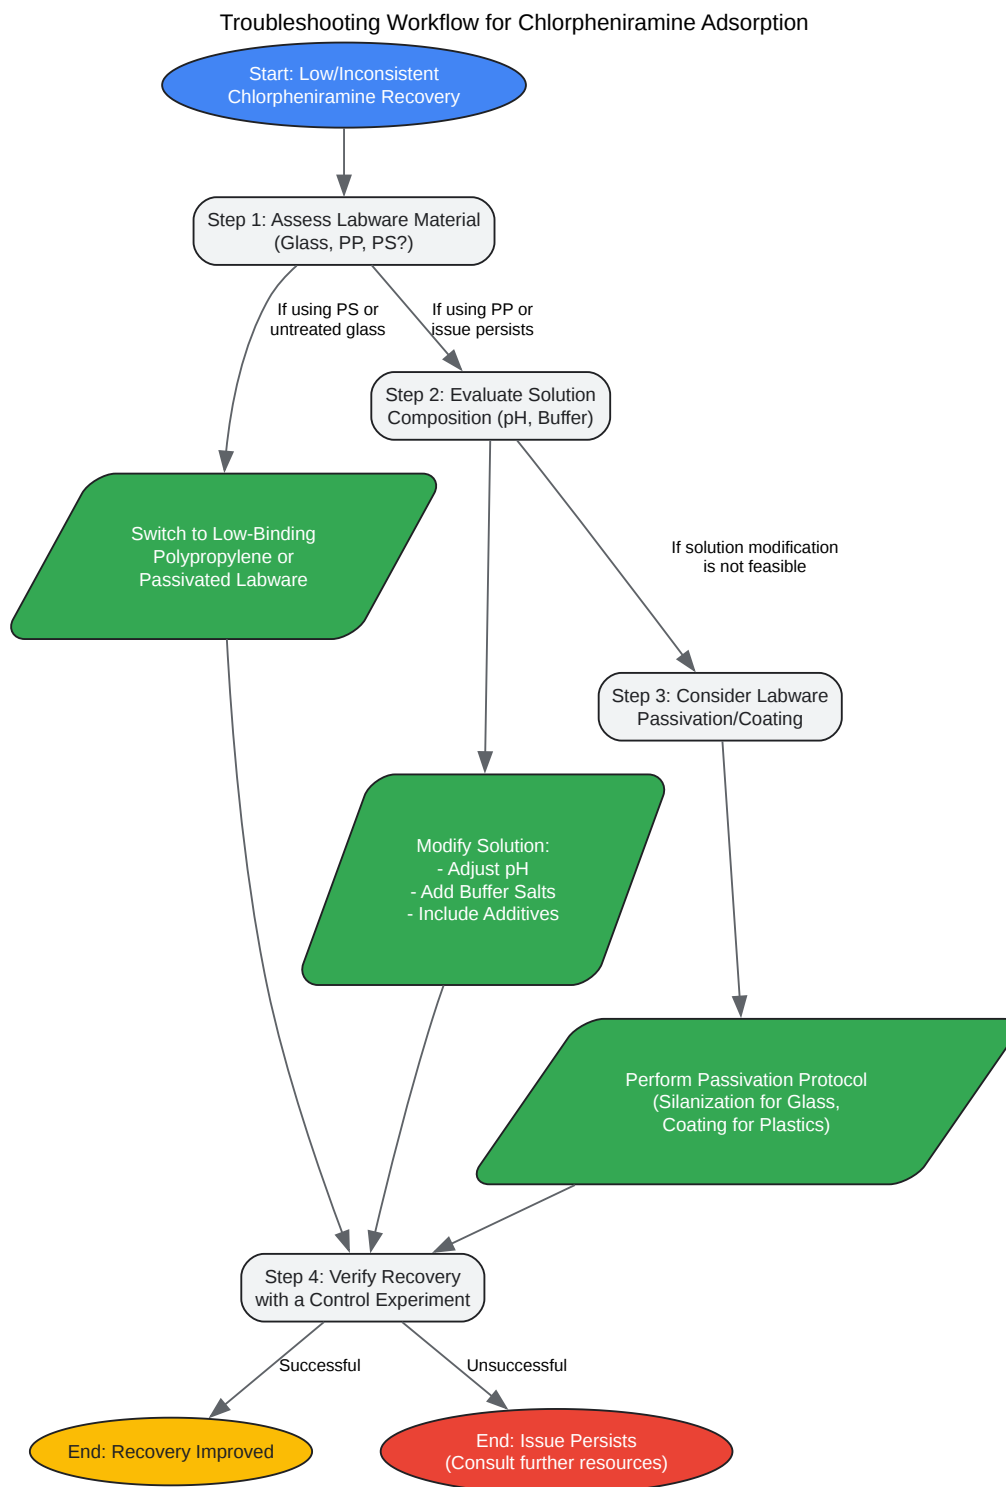 Troubleshooting Workflow for Chlorpheniramine Adsorption
Start: Low/Inconsistent
Chlorpheniramine Recovery
Step 1: Assess Labware Material
(Glass, PP, PS?)
If using PS or
untreated glass
If using PP or
issue persists
Step 2: Evaluate Solution
Composition (pH, Buffer)
Switch to Low-Binding
Polypropylene or
Passivated Labware
If solution modification
is not feasible
Step 3: Consider Labware
Passivation/Coating
Modify Solution:
- Adjust pH
- Add Buffer Salts
- Include Additives
Perform Passivation Protocol
(Silanization for Glass,
Coating for Plastics)
Step 4: Verify Recovery
with a Control Experiment
Successful
Unsuccessful
End: Recovery Improved
End: Issue Persists
(Consult further resources)